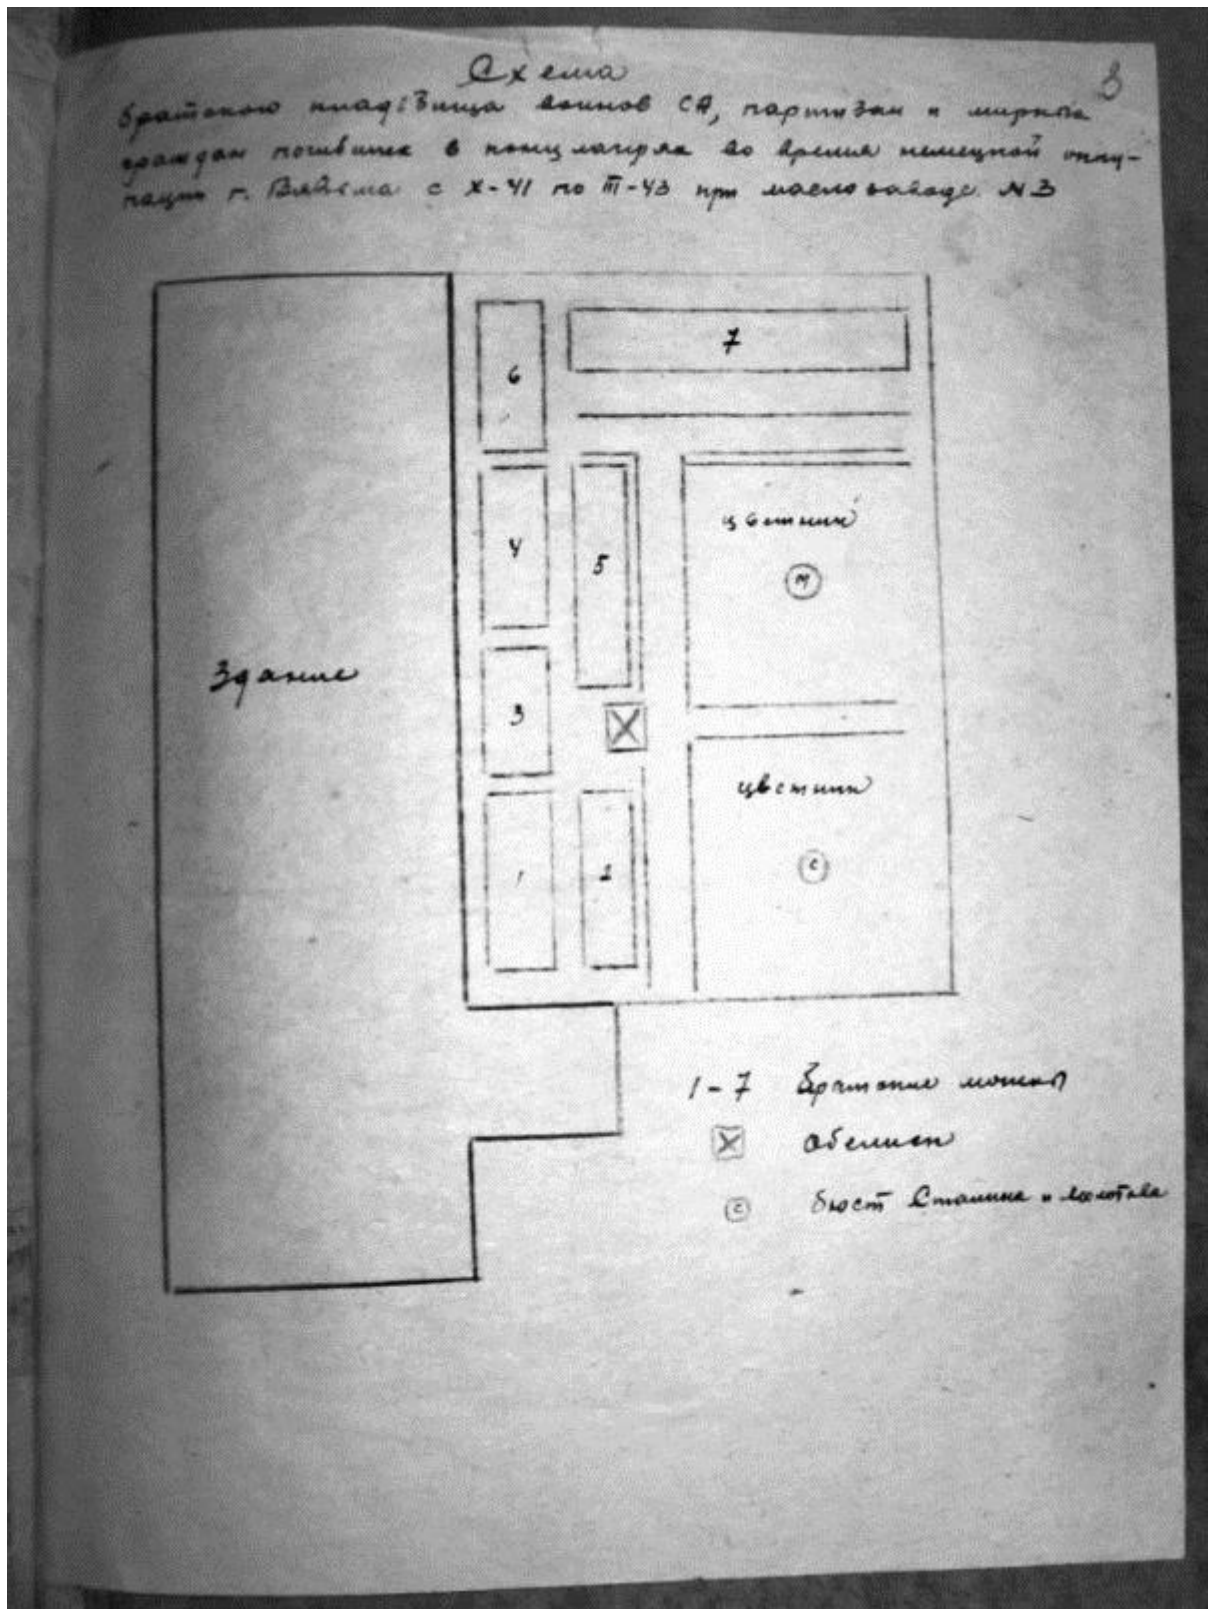 Схема
3
братского кладбища воинов СА, партизан и мирных
граждан погибших в концлагерях во время немецкой окку-
пации г. Вязьма с X-41 по III-43 при маслозаводе N 3
6
7
4
5
цветник
М
Здание
3
цветник
1
2
С
1-7 Братские могилы
Обелиск
С бюст Сталина и Молотова